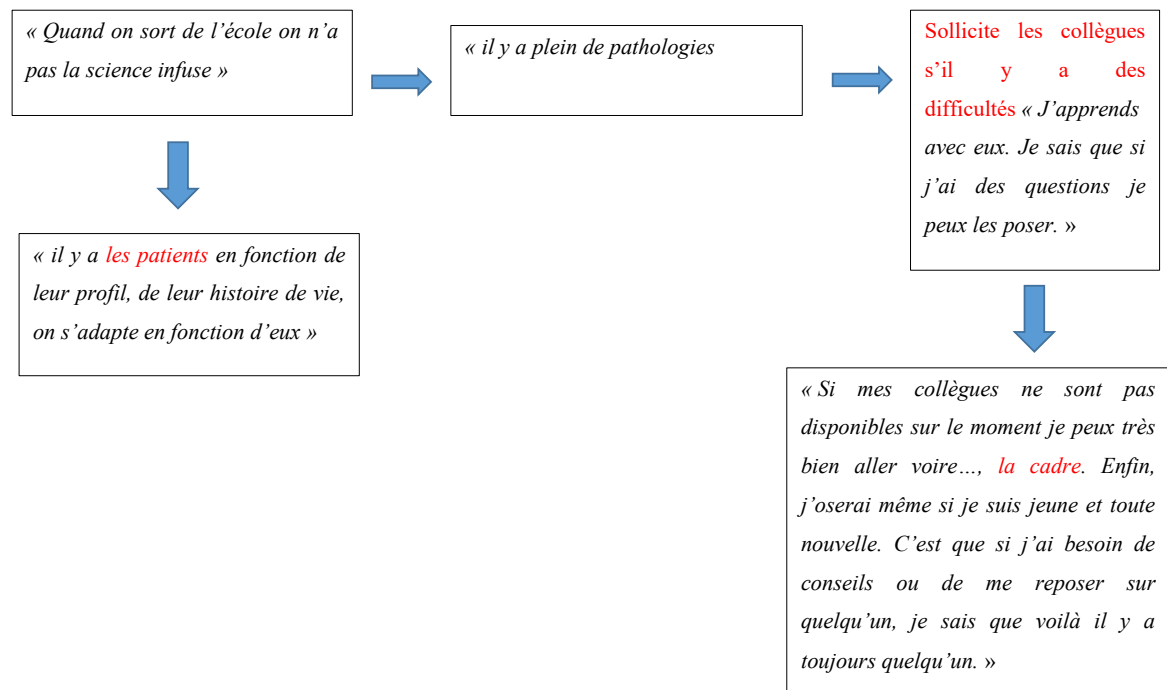 « Quand on sort de l’école on n’a
pas la science infuse »
« il y a plein de pathologies
Sollicite les collègues
s’il y a des
difficultés « J’apprends
avec eux. Je sais que si
j’ai des questions je
peux les poser. »
« il y a les patients en fonction de
leur profil, de leur histoire de vie,
on s’adapte en fonction d’eux »
« Si mes collègues ne sont pas
disponibles sur le moment je peux très
bien aller voire…, la cadre. Enfin,
j’oserai même si je suis jeune et toute
nouvelle. C’est que si j’ai besoin de
conseils ou de me reposer sur
quelqu’un, je sais que voilà il y a
toujours quelqu’un. »